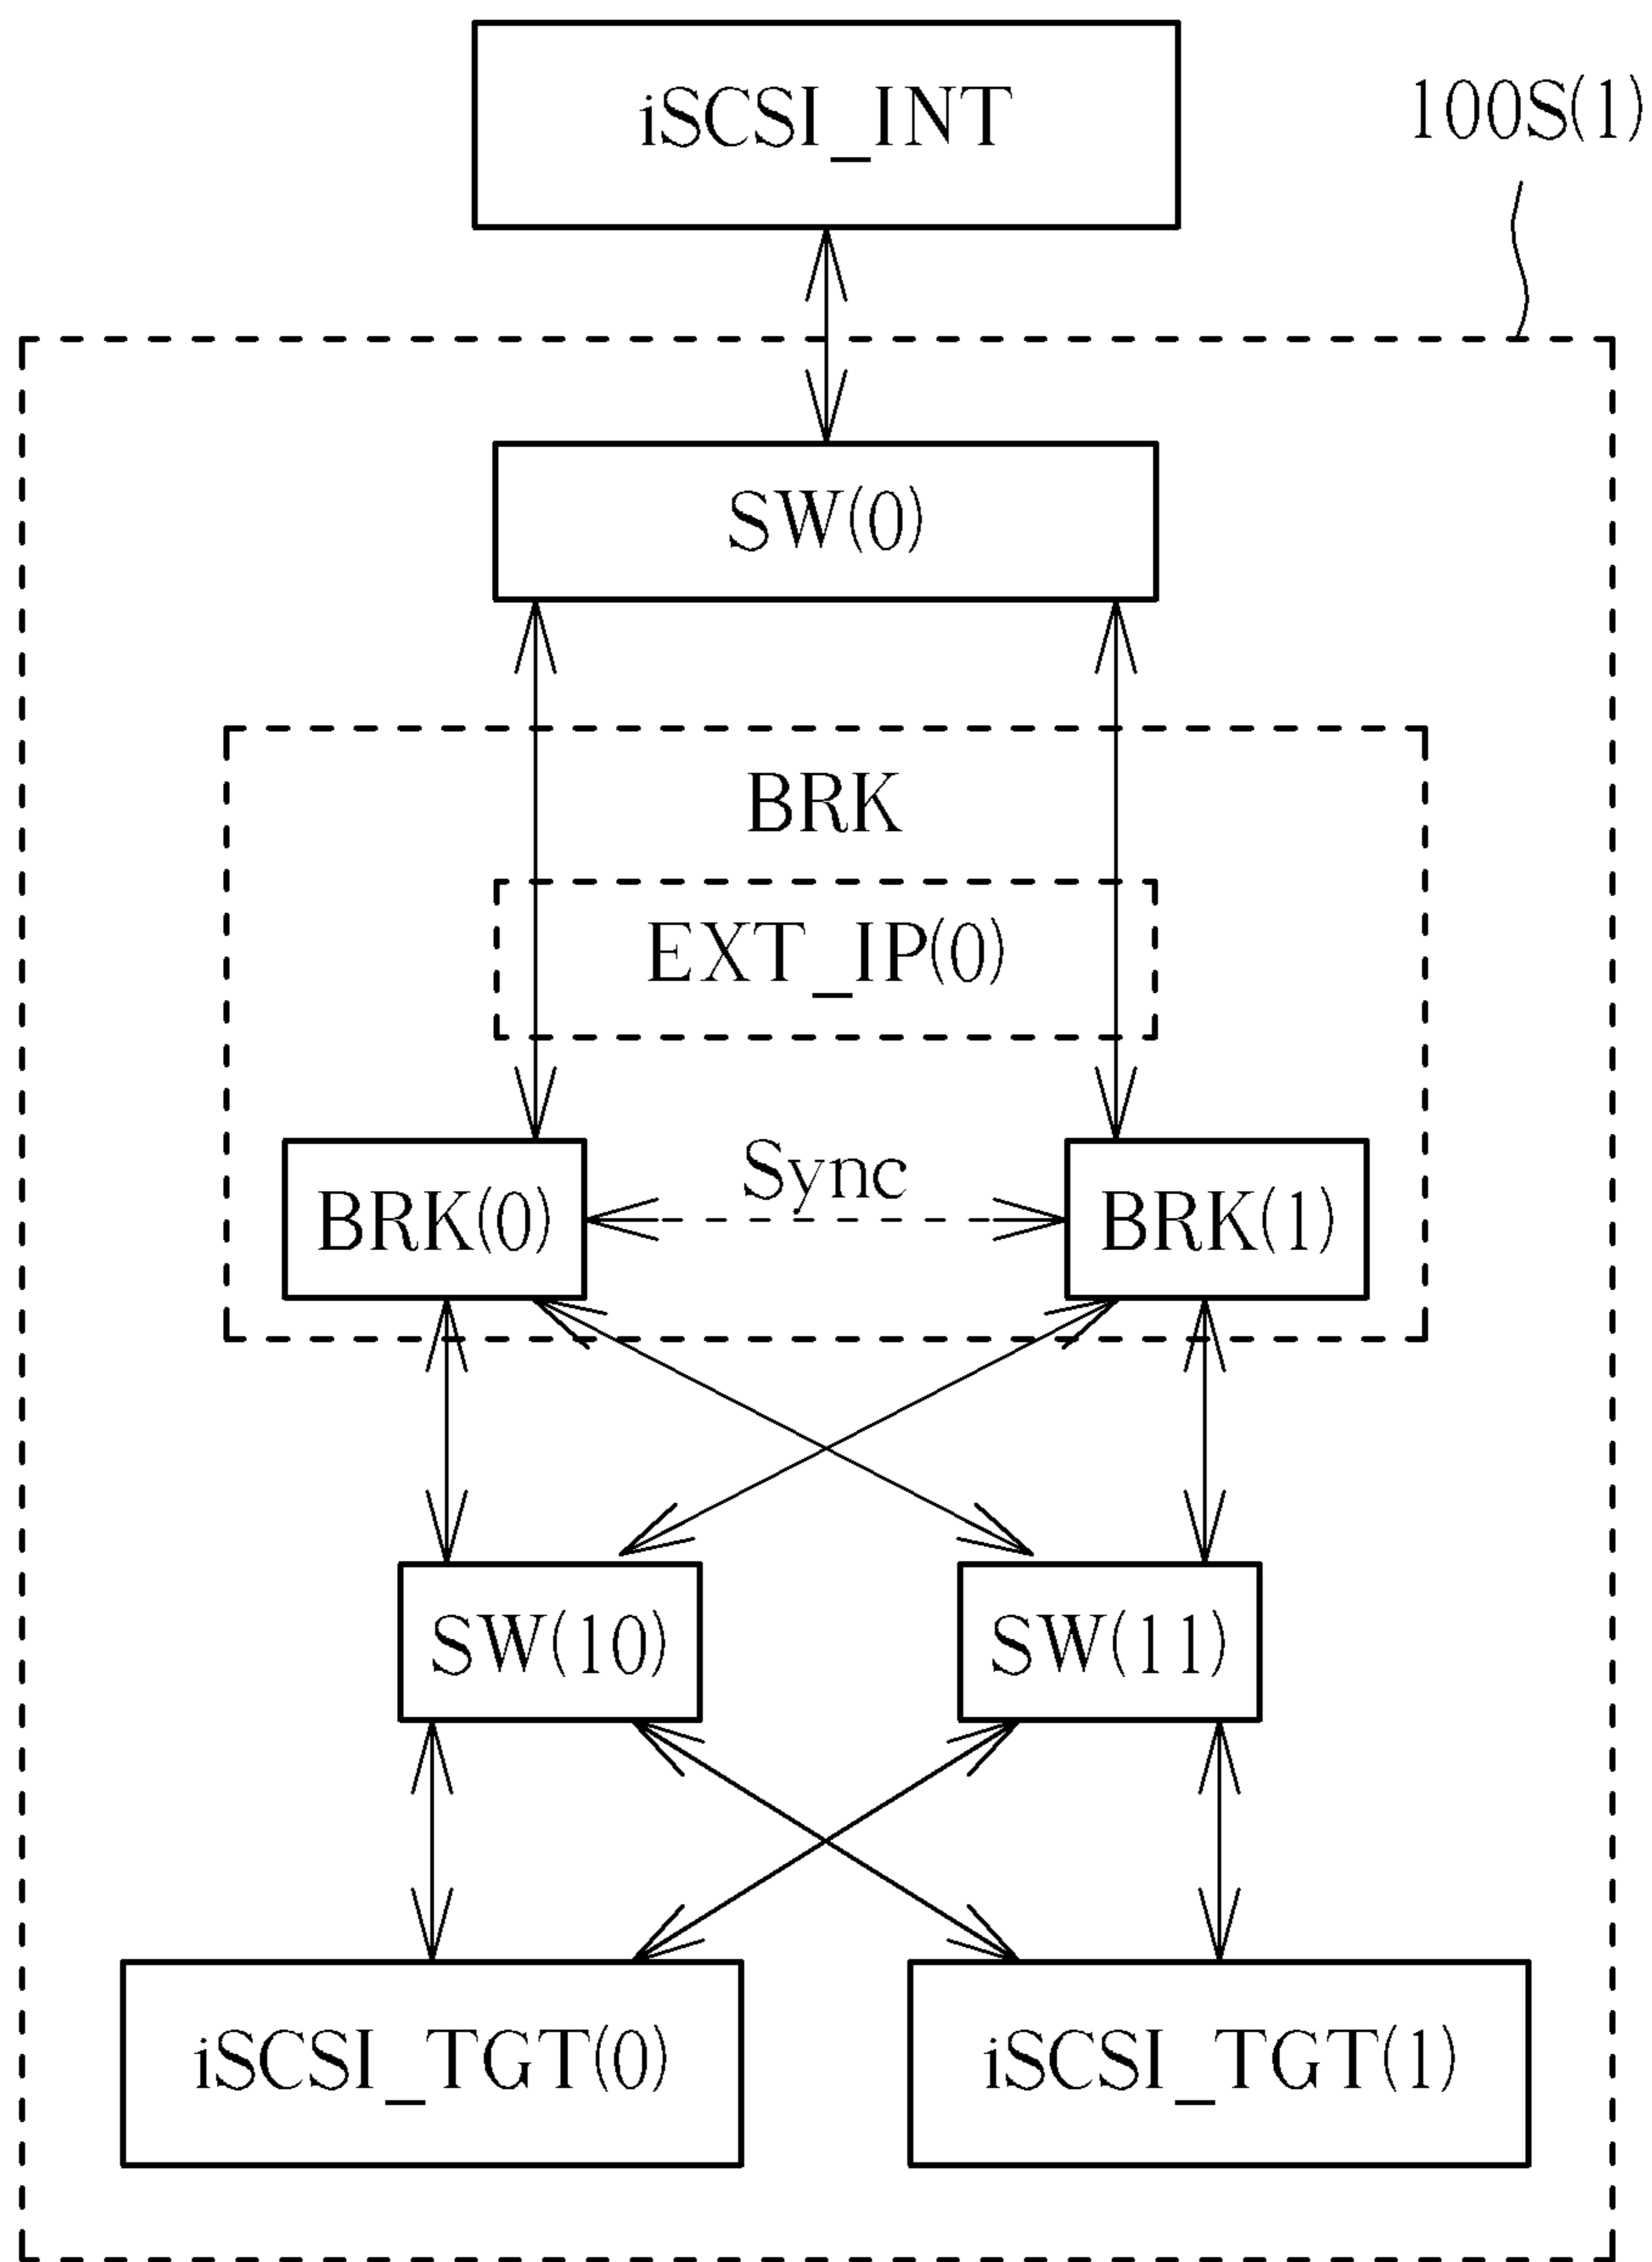 iSCSI_INT
100S(1)
SW(0)
BRK
EXT_IP(0)
Sync
BRK(0)
BRK(1)
SW(10)
SW(11)
iSCSI_TGT(0)
iSCSI_TGT(1)